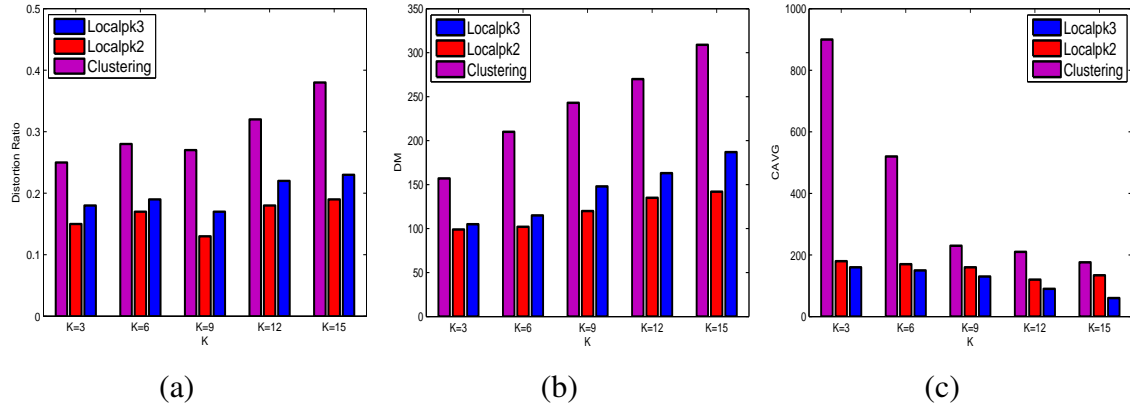 0.5
0.4
0.3
0.2
0.1
0
Distortion Ratio
Localpk3
Localpk2
Clustering
K=3 K=6 K=9 K=12 K=15
K
(a)
350
300
250
200
150
100
50
0
DM
Localpk3
Localpk2
Clustering
K=3 K=6 K=9 K=12 K=15
K
(b)
1000
800
600
400
200
0
CAVG
Localpk3
Localpk2
Clustering
K=3 K=6 K=9 K=12 K=15
K
(c)